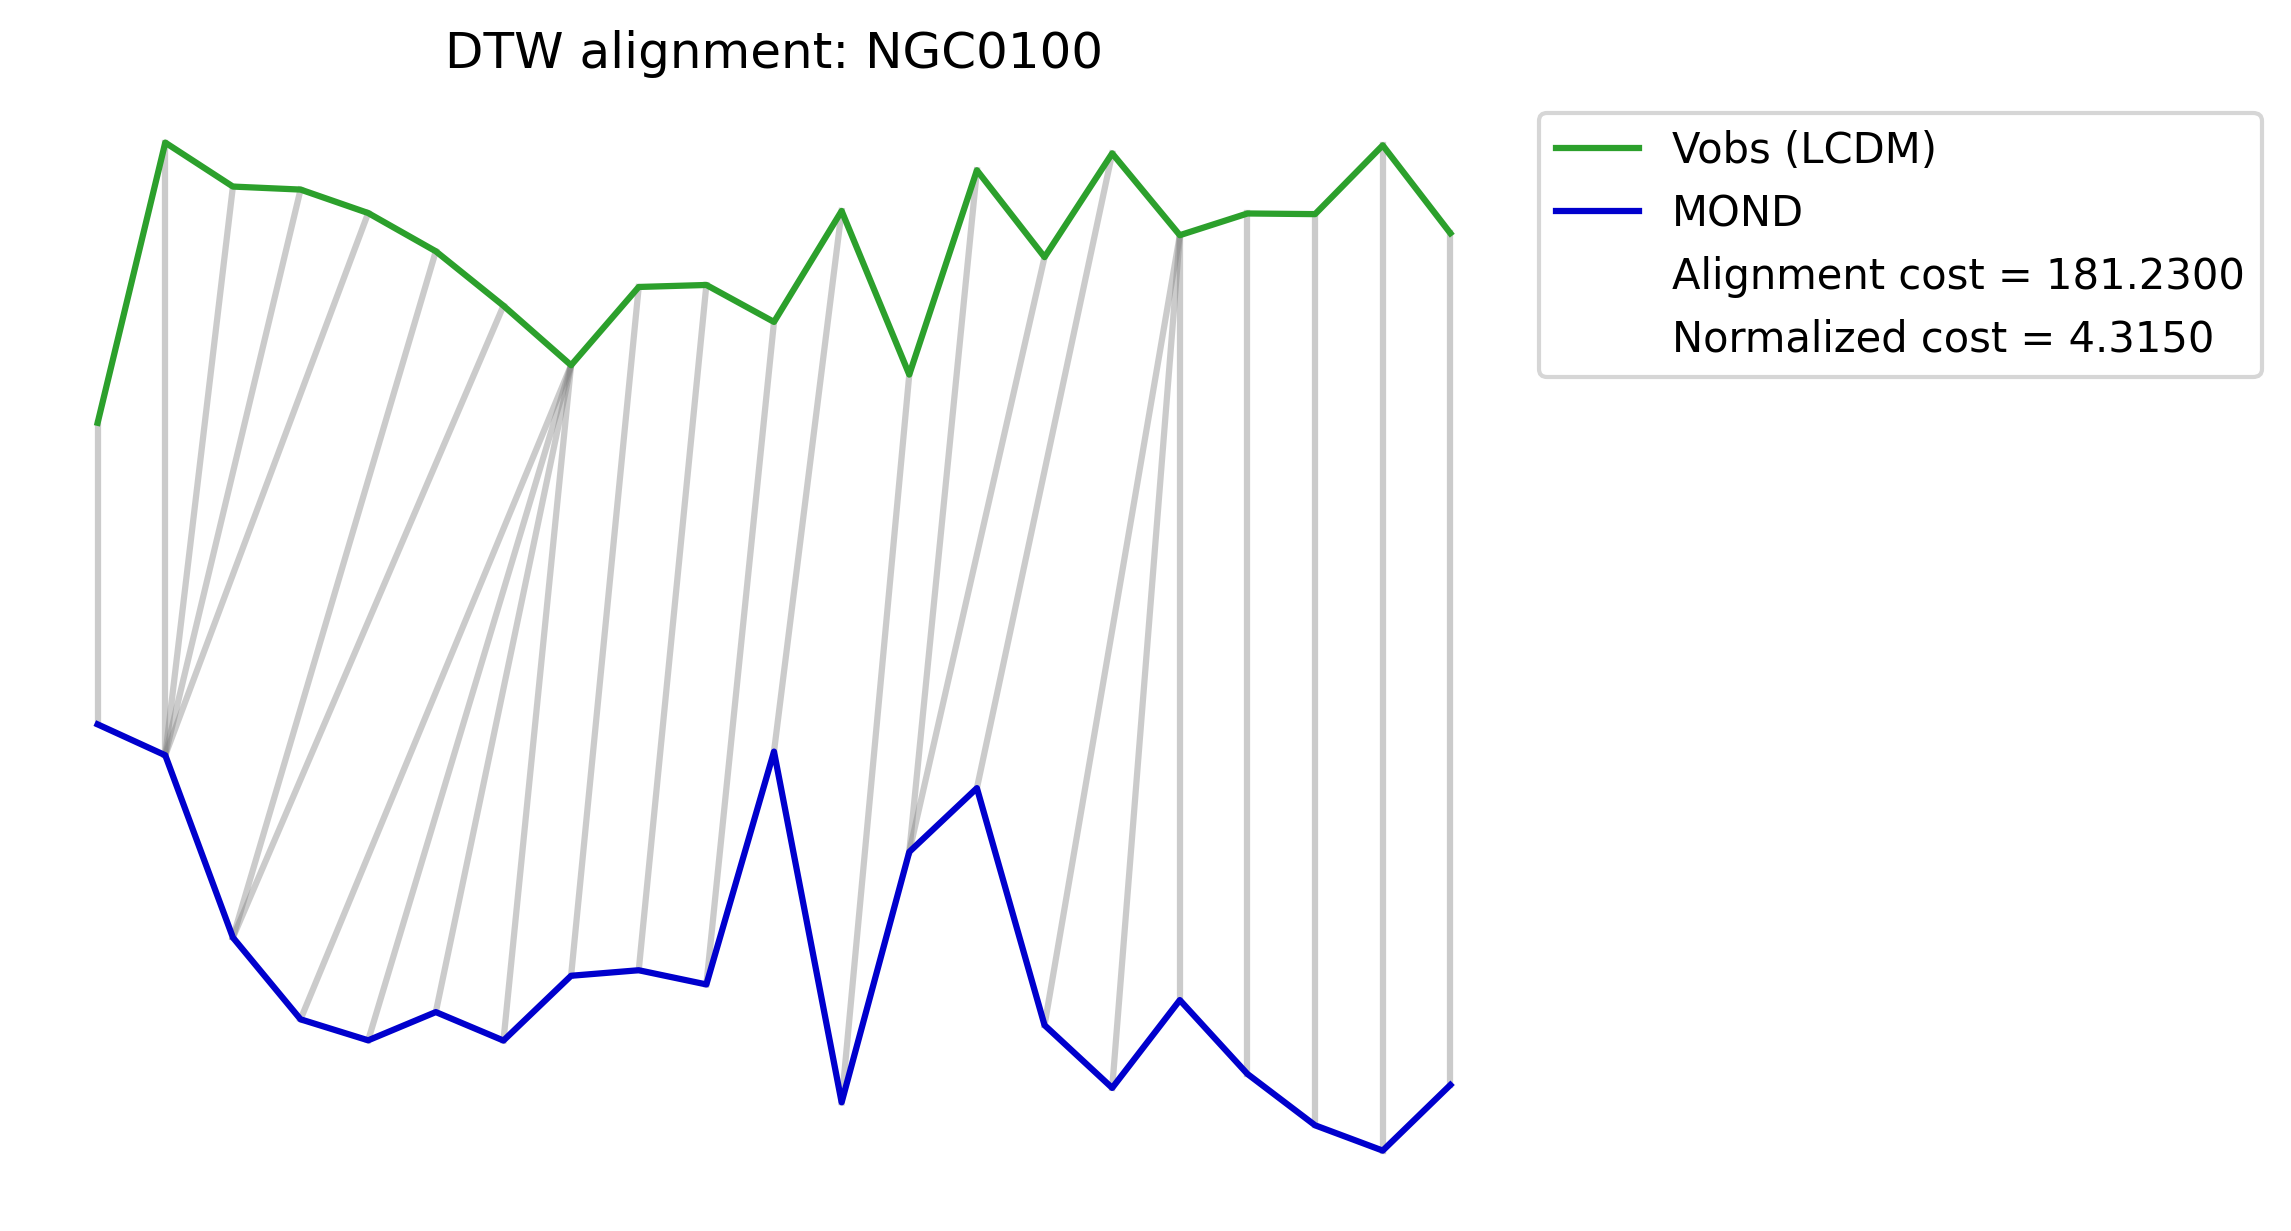 DTW alignment: NGC0100
Vobs (LCDM)
MOND
Alignment cost = 181.2300
Normalized cost = 4.3150